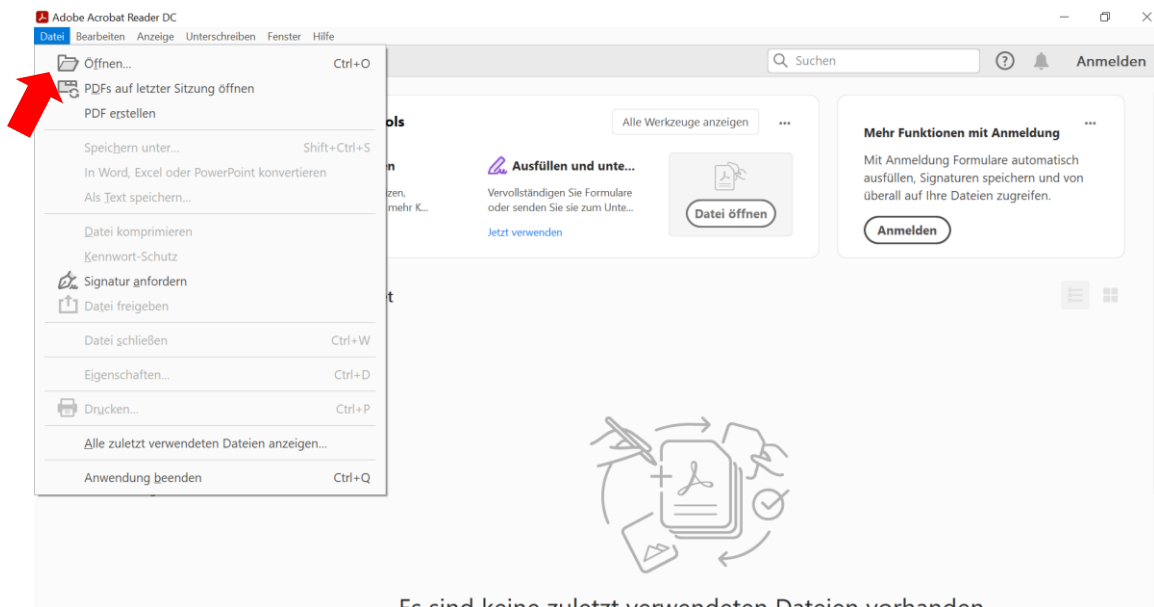 Adobe Acrobat Reader DC
Datei Bearbeiten Anzeige Unterschreiben Fenster Hilfe
Öffnen... Ctrl+O
PDFs auf letzter Sitzung öffnen
PDF erstellen
Speichern unter... Shift+Ctrl+S
In Word, Excel oder PowerPoint konvertieren
Als Text speichern...
Datei komprimieren
Kennwort-Schutz
Signatur anfordern
Datei freigeben
Datei schließen Ctrl+W
Eigenschaften... Ctrl+D
Drucken... Ctrl+P
Alle zuletzt verwendeten Dateien anzeigen...
Anwendung beenden Ctrl+Q
Suchen
Anmelden
ols
Alle Werkzeuge anzeigen
n
zen,
mehr K...
Ausfüllen und unte...
Vervollständigen Sie Formulare
oder senden Sie sie zum Unte...
Jetzt verwenden
Datei öffnen
Mehr Funktionen mit Anmeldung
Mit Anmeldung Formulare automatisch
ausfüllen, Signaturen speichern und von
überall auf Ihre Dateien zugreifen.
Anmelden
t
Es sind keine zuletzt verwendeten Dateien vorhanden